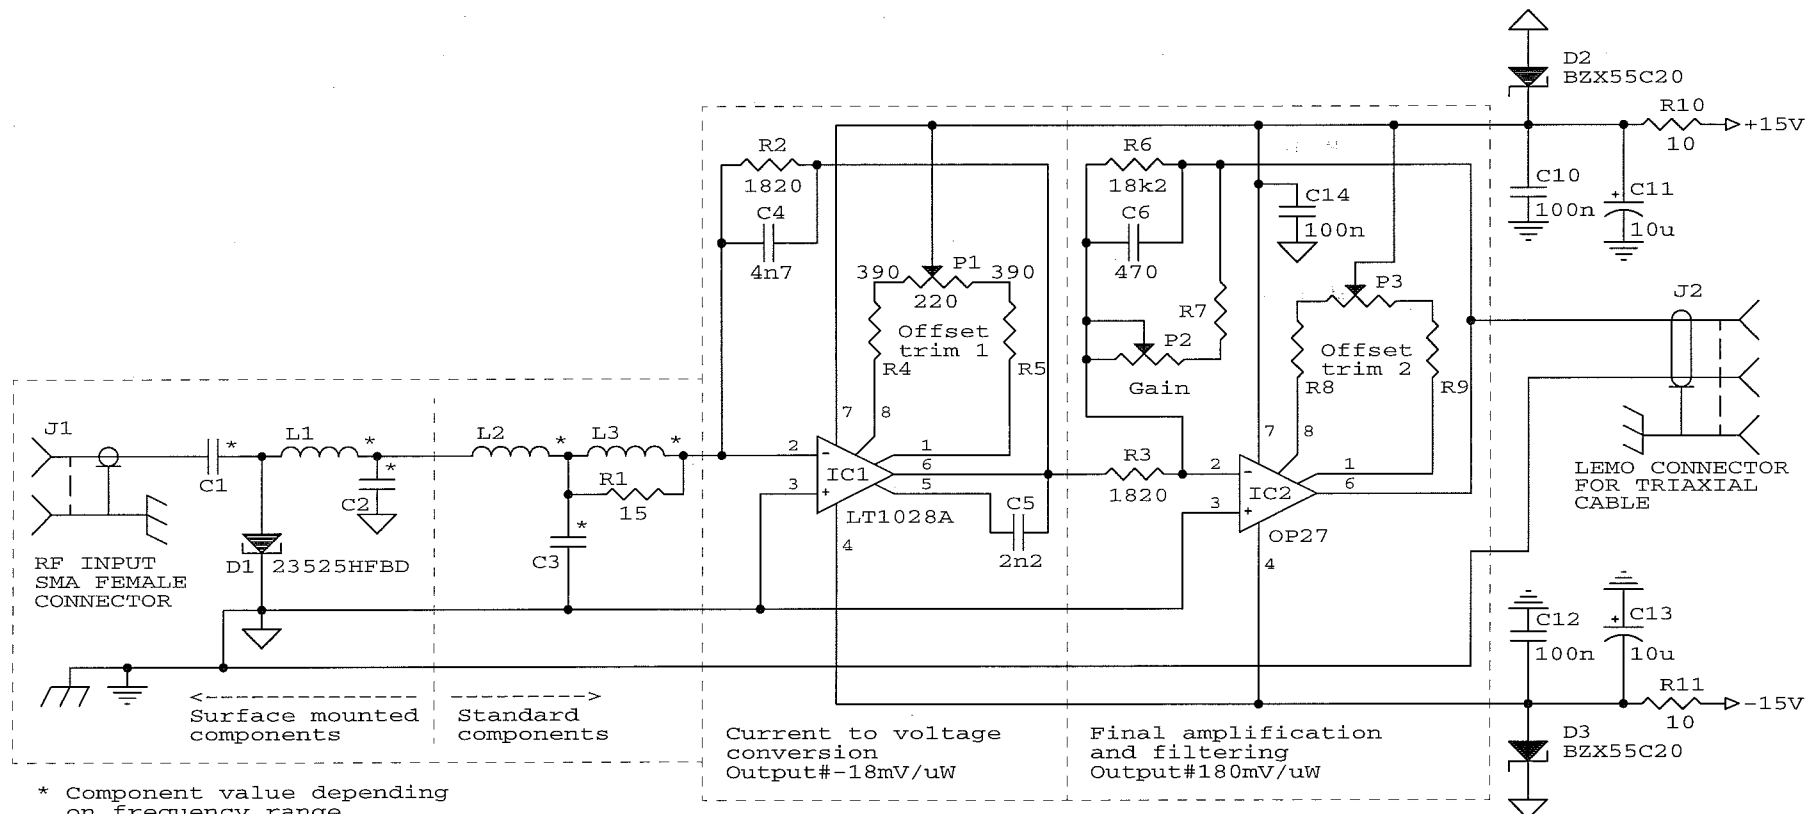 D2
BZX55C20
R10
+15V
10
R2
1820
C4
4n7
R6
18k2
C6
470
C14
100n
C10
100n
+
C11
10u
390
P1
390
220
Offset
trim 1
R4
R5
R7
P2
Gain
P3
Offset
trim 2
R8
R9
J2
7
8
J1
*
C1
L1
*
*
C2
L2
*
L3
*
R1
15
*
C3
2
-
3
+
IC1
1
6
5
LT1028A
4
C5
2n2
R3
1820
2
-
3
+
7
8
IC2
1
6
OP27
4
LEMO CONNECTOR
FOR TRIAXIAL
CABLE
RF INPUT
SMA FEMALE
CONNECTOR
D1
23525HFBD
C12
100n
+
C13
10u
R11
-15V
10
D3
BZX55C20
<---------------- ----------->
Surface mounted
components
Standard
components
Current to voltage
conversion
Output#-18mV/uW
Final amplification
and filtering
Output#180mV/uW
* Component value depending
on frequency range